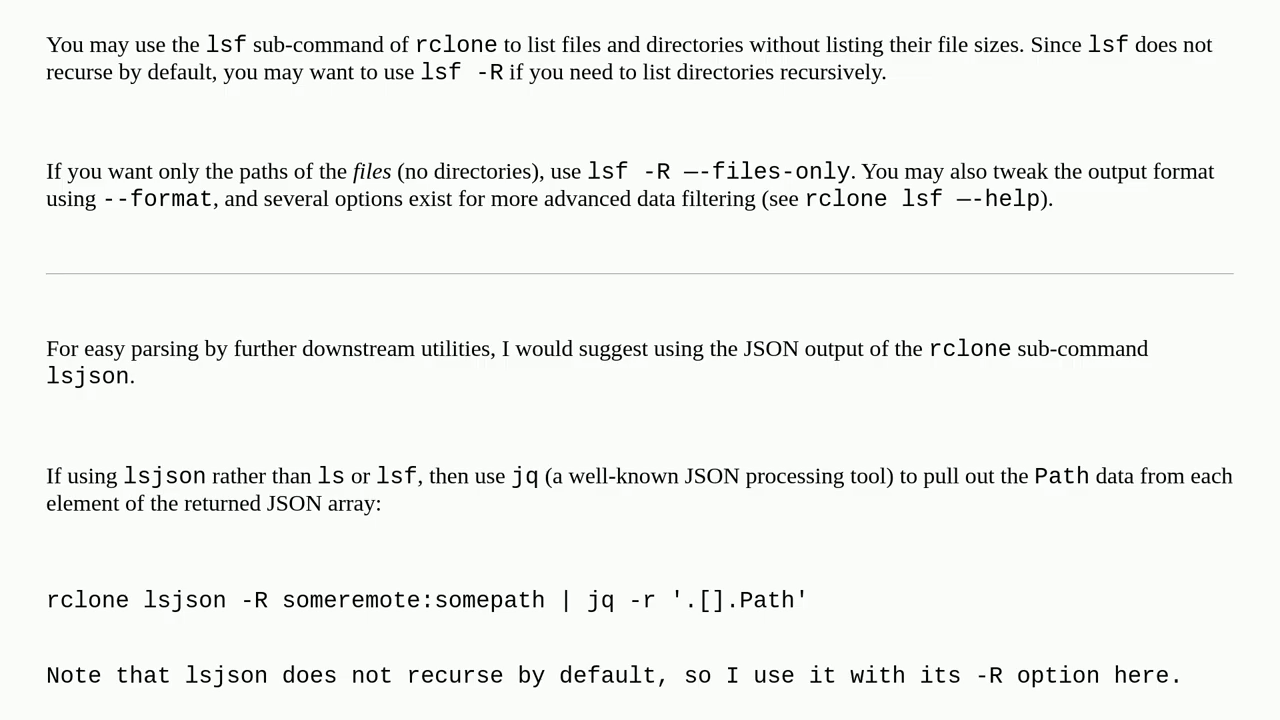 You may use the lsf sub-command of rclone to list files and directories without listing their file sizes. Since lsf does not
recurse by default, you may want to use lsf -R if you need to list directories recursively.
If you want only the paths of the files (no directories), use lsf -R —-files-only. You may also tweak the output format
using --format, and several options exist for more advanced data filtering (see rclone lsf —-help).
For easy parsing by further downstream utilities, I would suggest using the JSON output of the rclone sub-command
lsjson.
If using lsjson rather than ls or lsf, then use jq (a well-known JSON processing tool) to pull out the Path data from each
element of the returned JSON array:
rclone lsjson -R someremote:somepath | jq -r '.[].Path'
Note that lsjson does not recurse by default, so I use it with its -R option here.